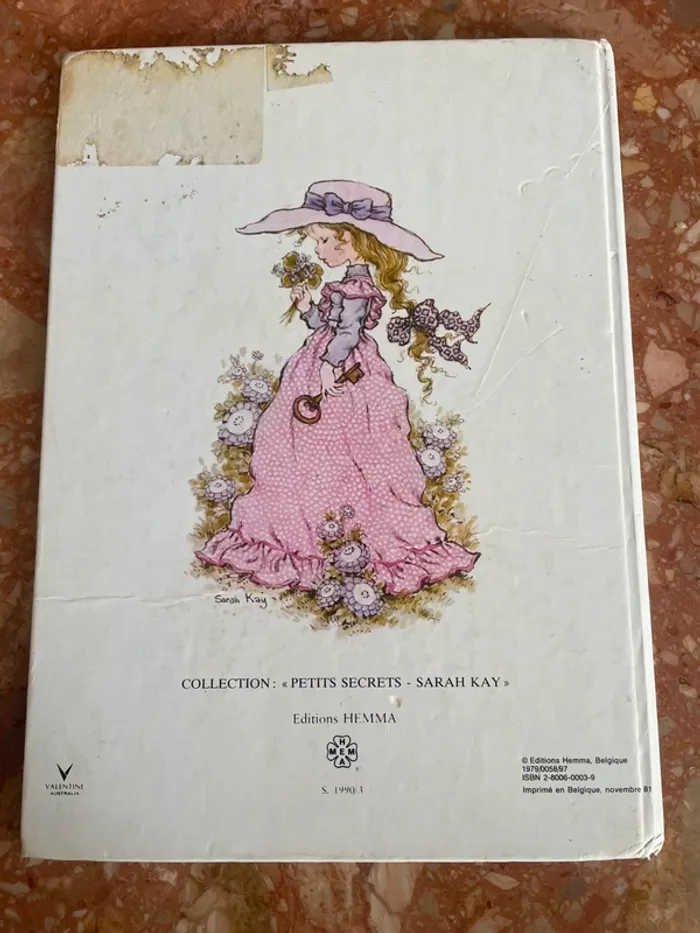 Sarah Kay
COLLECTION : « PETITS SECRETS - SARAH KAY »
Editions HEMMA
HEMMA
VALENTINE
AUSTRALIA
S. 1990/3
© Editions Hemma, Belgique
1979/0058/97
ISBN 2-8006-0003-9
Imprimé en Belgique, novembre 81